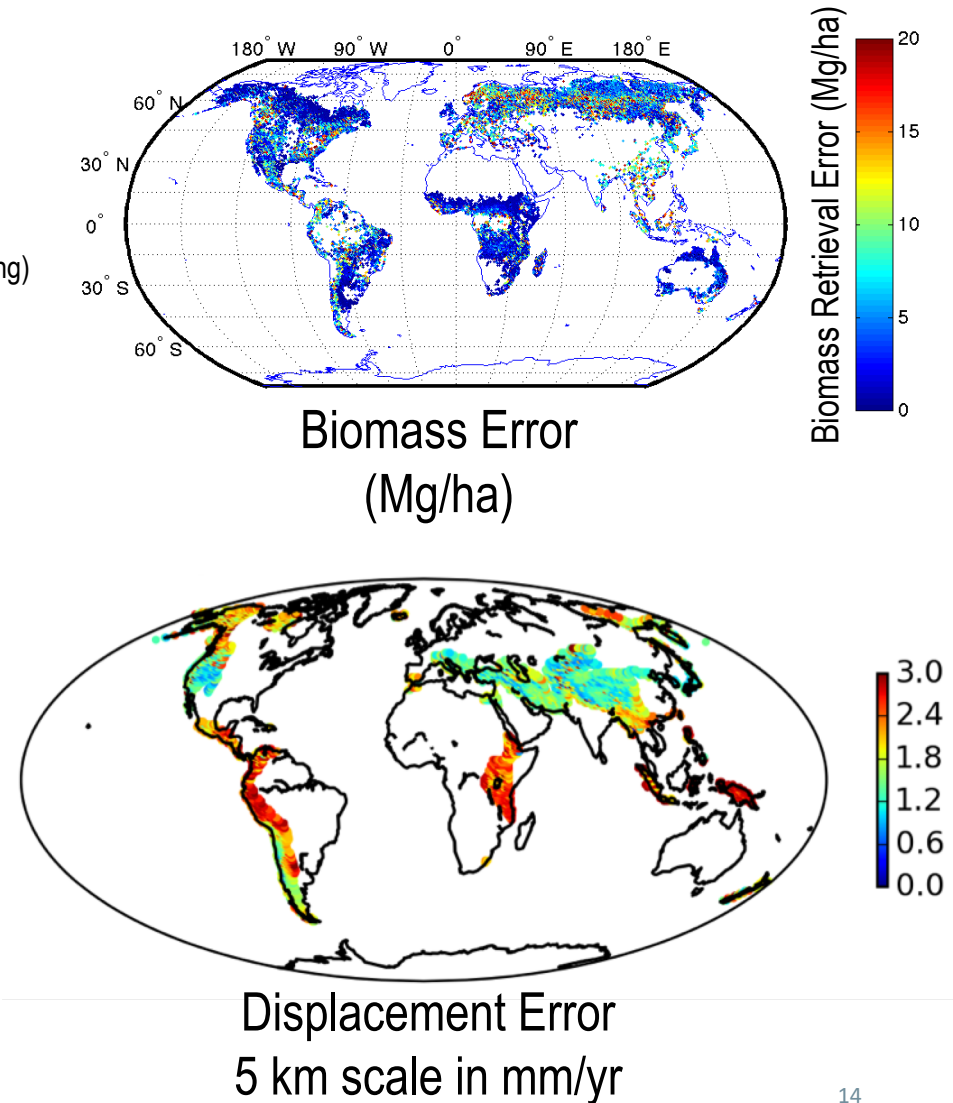 180° W 90° W 0° 90° E 180° E
60° N
30° N
0°
30° S
60° S
ng)
Biomass Retrieval Error (Mg/ha)
20
15
10
5
0
Biomass Error
(Mg/ha)
3.0
2.4
1.8
1.2
0.6
0.0
Displacement Error
5 km scale in mm/yr
14